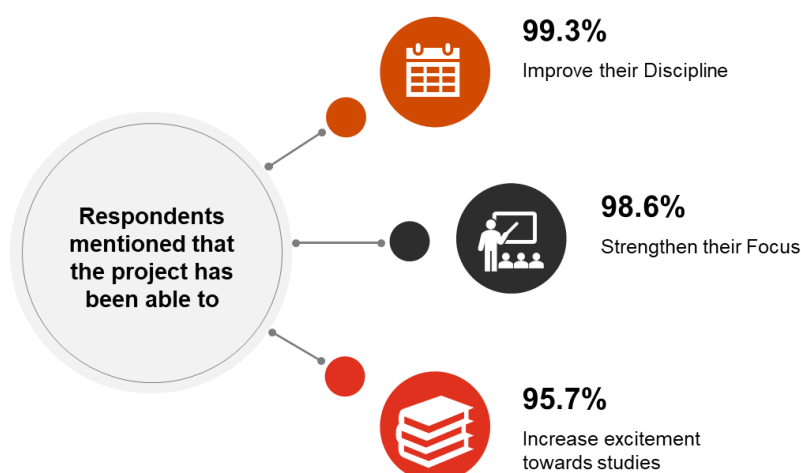 Respondents
mentioned that
the project has
been able to
99.3%
Improve their Discipline
98.6%
Strengthen their Focus
95.7%
Increase excitement
towards studies